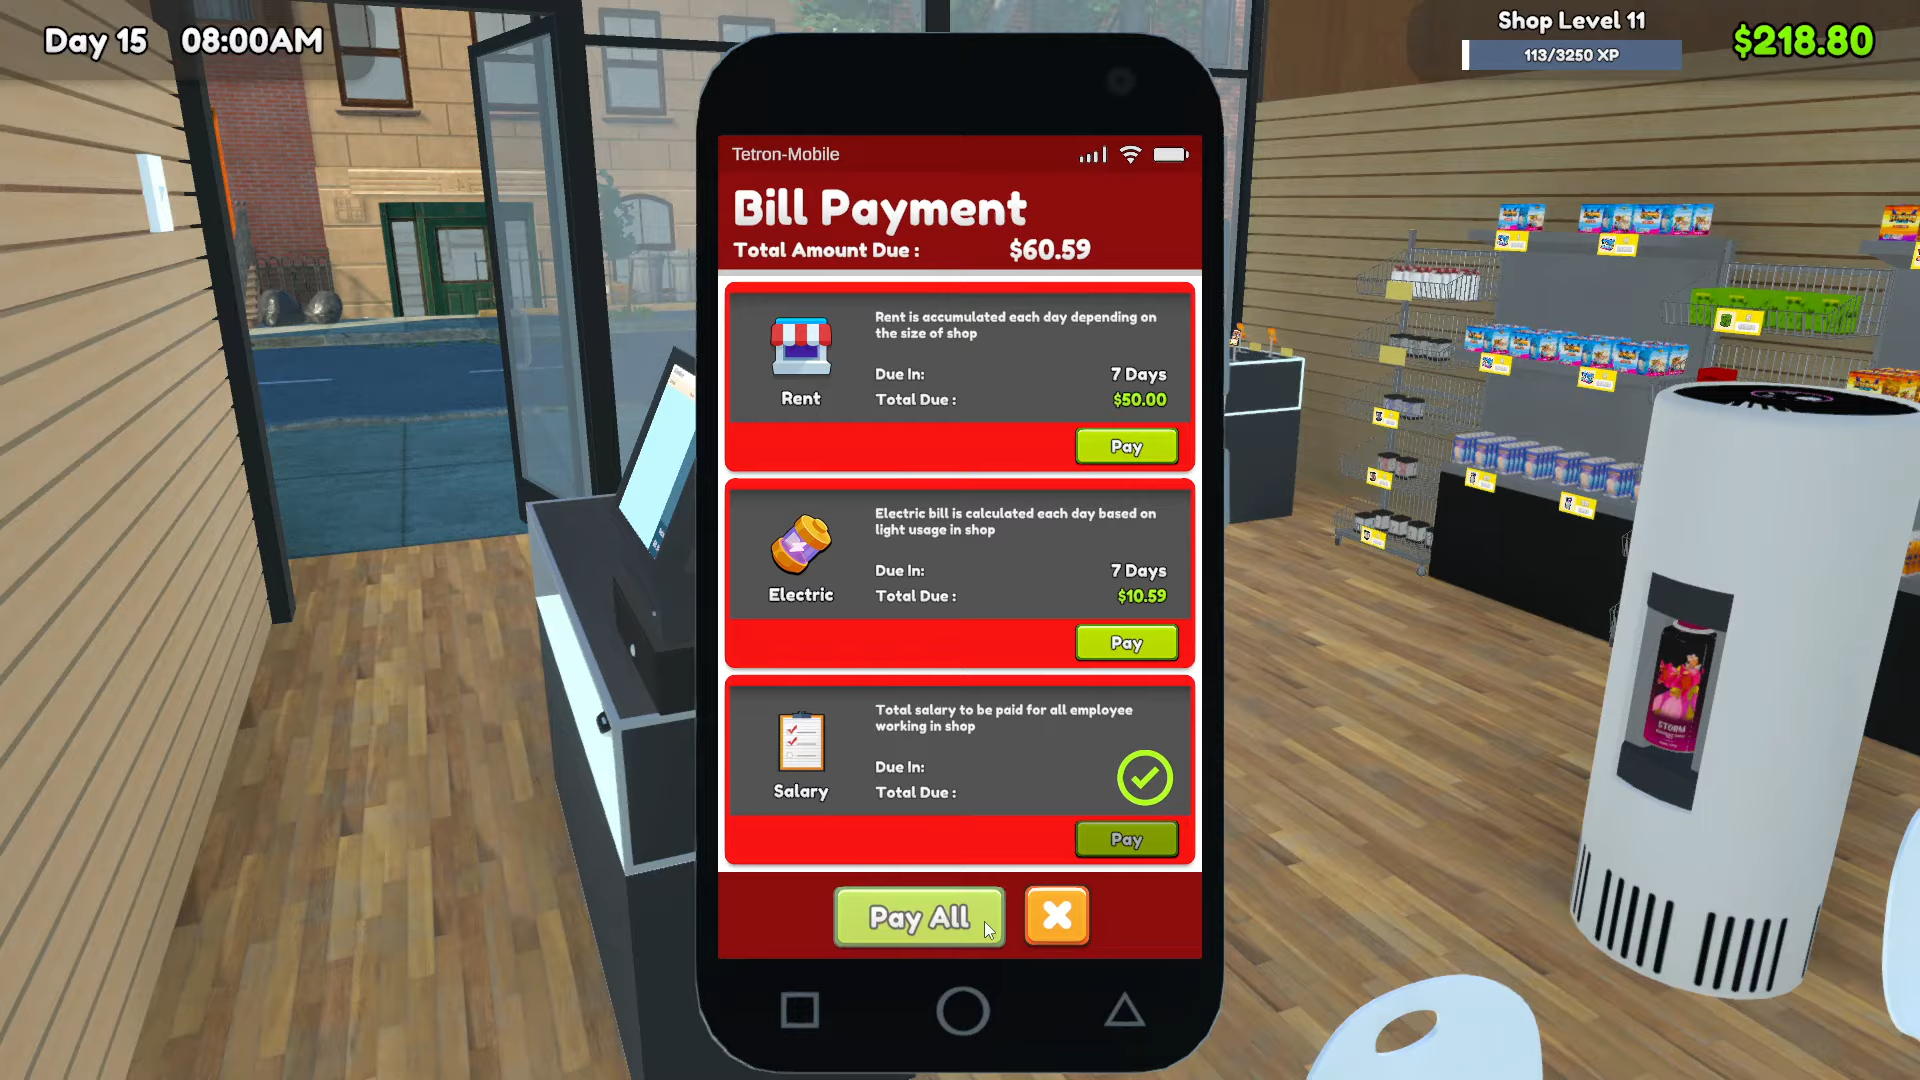 Day 15 08:00AM
Shop Level 11
113/3250 XP
$218.80
Tetron-Mobile
Bill Payment
Total Amount Due : $60.59
Rent is accumulated each day depending on
the size of shop
Due In: 7 Days
Total Due : $50.00
Rent
Pay
Electric bill is calculated each day based on
light usage in shop
Due In: 7 Days
Total Due : $10.59
Electric
Pay
Total salary to be paid for all employee
working in shop
Due In:
Total Due :
Salary
Pay
Pay All
STORM